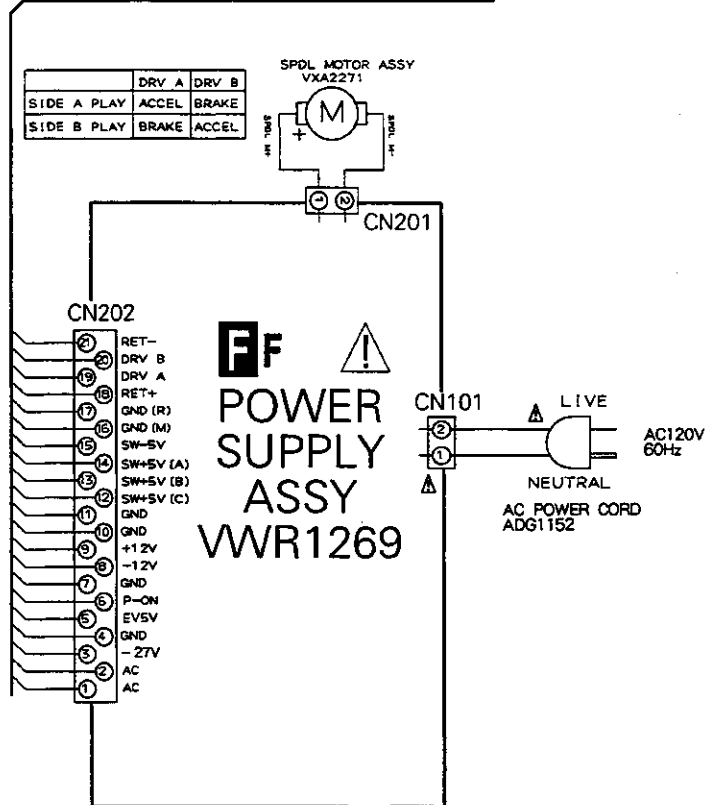 SPDL MOTOR ASSY
VXA2271
DRV A DRV B
SIDE A PLAY ACCEL BRAKE
SIDE B PLAY BRAKE ACCEL
M
+
SPDL M+
SPDL M-
1 2
CN201
CN202
21 RET-
20 DRV B
19 DRV A
18 RET+
17 GND (R)
16 GND (M)
15 SW-5V
14 SW+5V (A)
13 SW+5V (B)
12 SW+5V (C)
11 GND
10 GND
9 +12V
8 -12V
7 GND
6 P-ON
5 EV5V
4 GND
3 -27V
2 AC
1 AC
F F
POWER
SUPPLY
ASSY
VWR1269
CN101
2
1
LIVE
NEUTRAL
AC120V
60Hz
AC POWER CORD
ADG1152